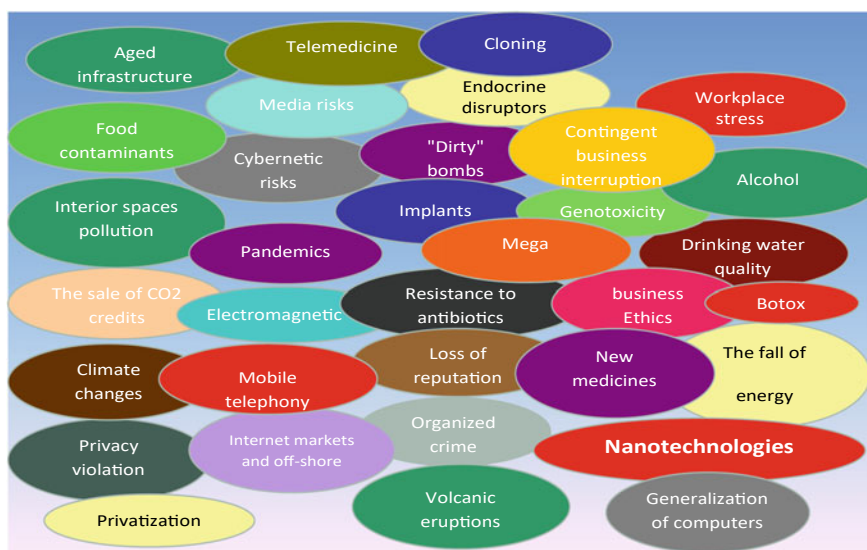 Aged
infrastructure
Telemedicine
Cloning
Media risks
Endocrine
disruptors
Workplace
stress
Food
contaminants
Cybernetic
risks
"Dirty"
bombs
Contingent
business
interruption
Alcohol
Interior spaces
pollution
Implants
Genotoxicity
Pandemics
Mega
Drinking water
quality
The sale of CO2
credits
Electromagnetic
Resistance to
antibiotics
business
Ethics
Botox
Climate
changes
Mobile
telephony
Loss of
reputation
New
medicines
The fall of
energy
Privacy
violation
Internet markets
and off-shore
Organized
crime
Nanotechnologies
Privatization
Volcanic
eruptions
Generalization
of computers